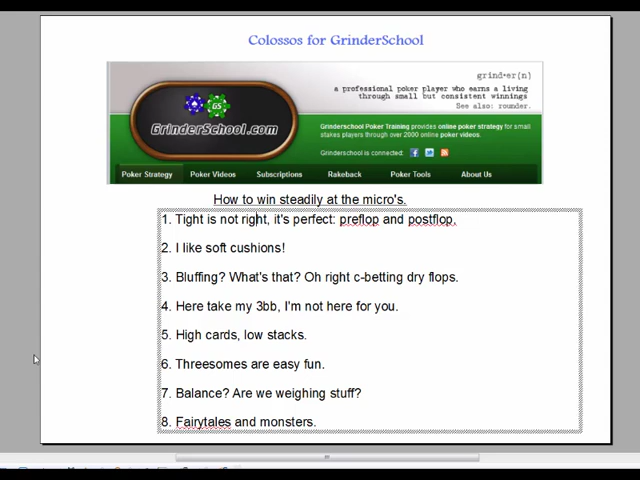 Colossos for GrinderSchool
grind•er(n)
a professional poker player who earns a living
through small but consistent winnings
See also: rounder.
GS
GrinderSchool.com
Grinderschool Poker Training provides online poker strategy for small
stakes players through over 2000 online poker videos.
Grinderschool is connected:
Poker Strategy Poker Videos Subscriptions Rakeback Poker Tools About Us
How to win steadily at the micro's.
1. Tight is not right, it's perfect: preflop and postflop.
2. I like soft cushions!
3. Bluffing? What's that? Oh right c-betting dry flops.
4. Here take my 3bb, I'm not here for you.
5. High cards, low stacks.
6. Threesomes are easy fun.
7. Balance? Are we weighing stuff?
8. Fairytales and monsters.